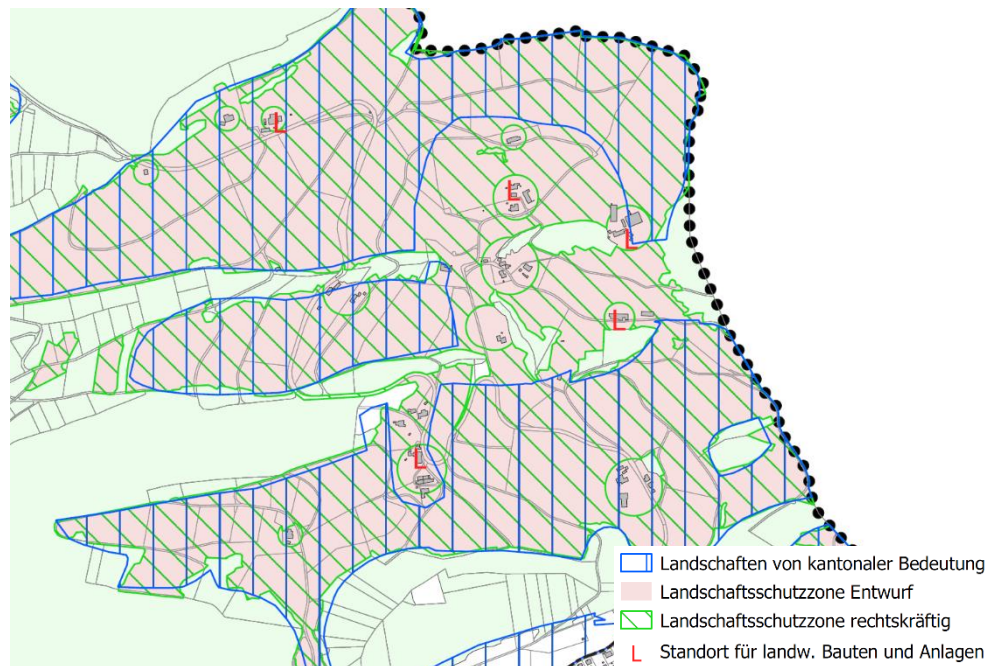 L
L
L
L
L
Landschaften von kantonaler Bedeutung
Landschaftsschutzzone Entwurf
Landschaftsschutzzone rechtskräftig
L Standort für landw. Bauten und Anlagen